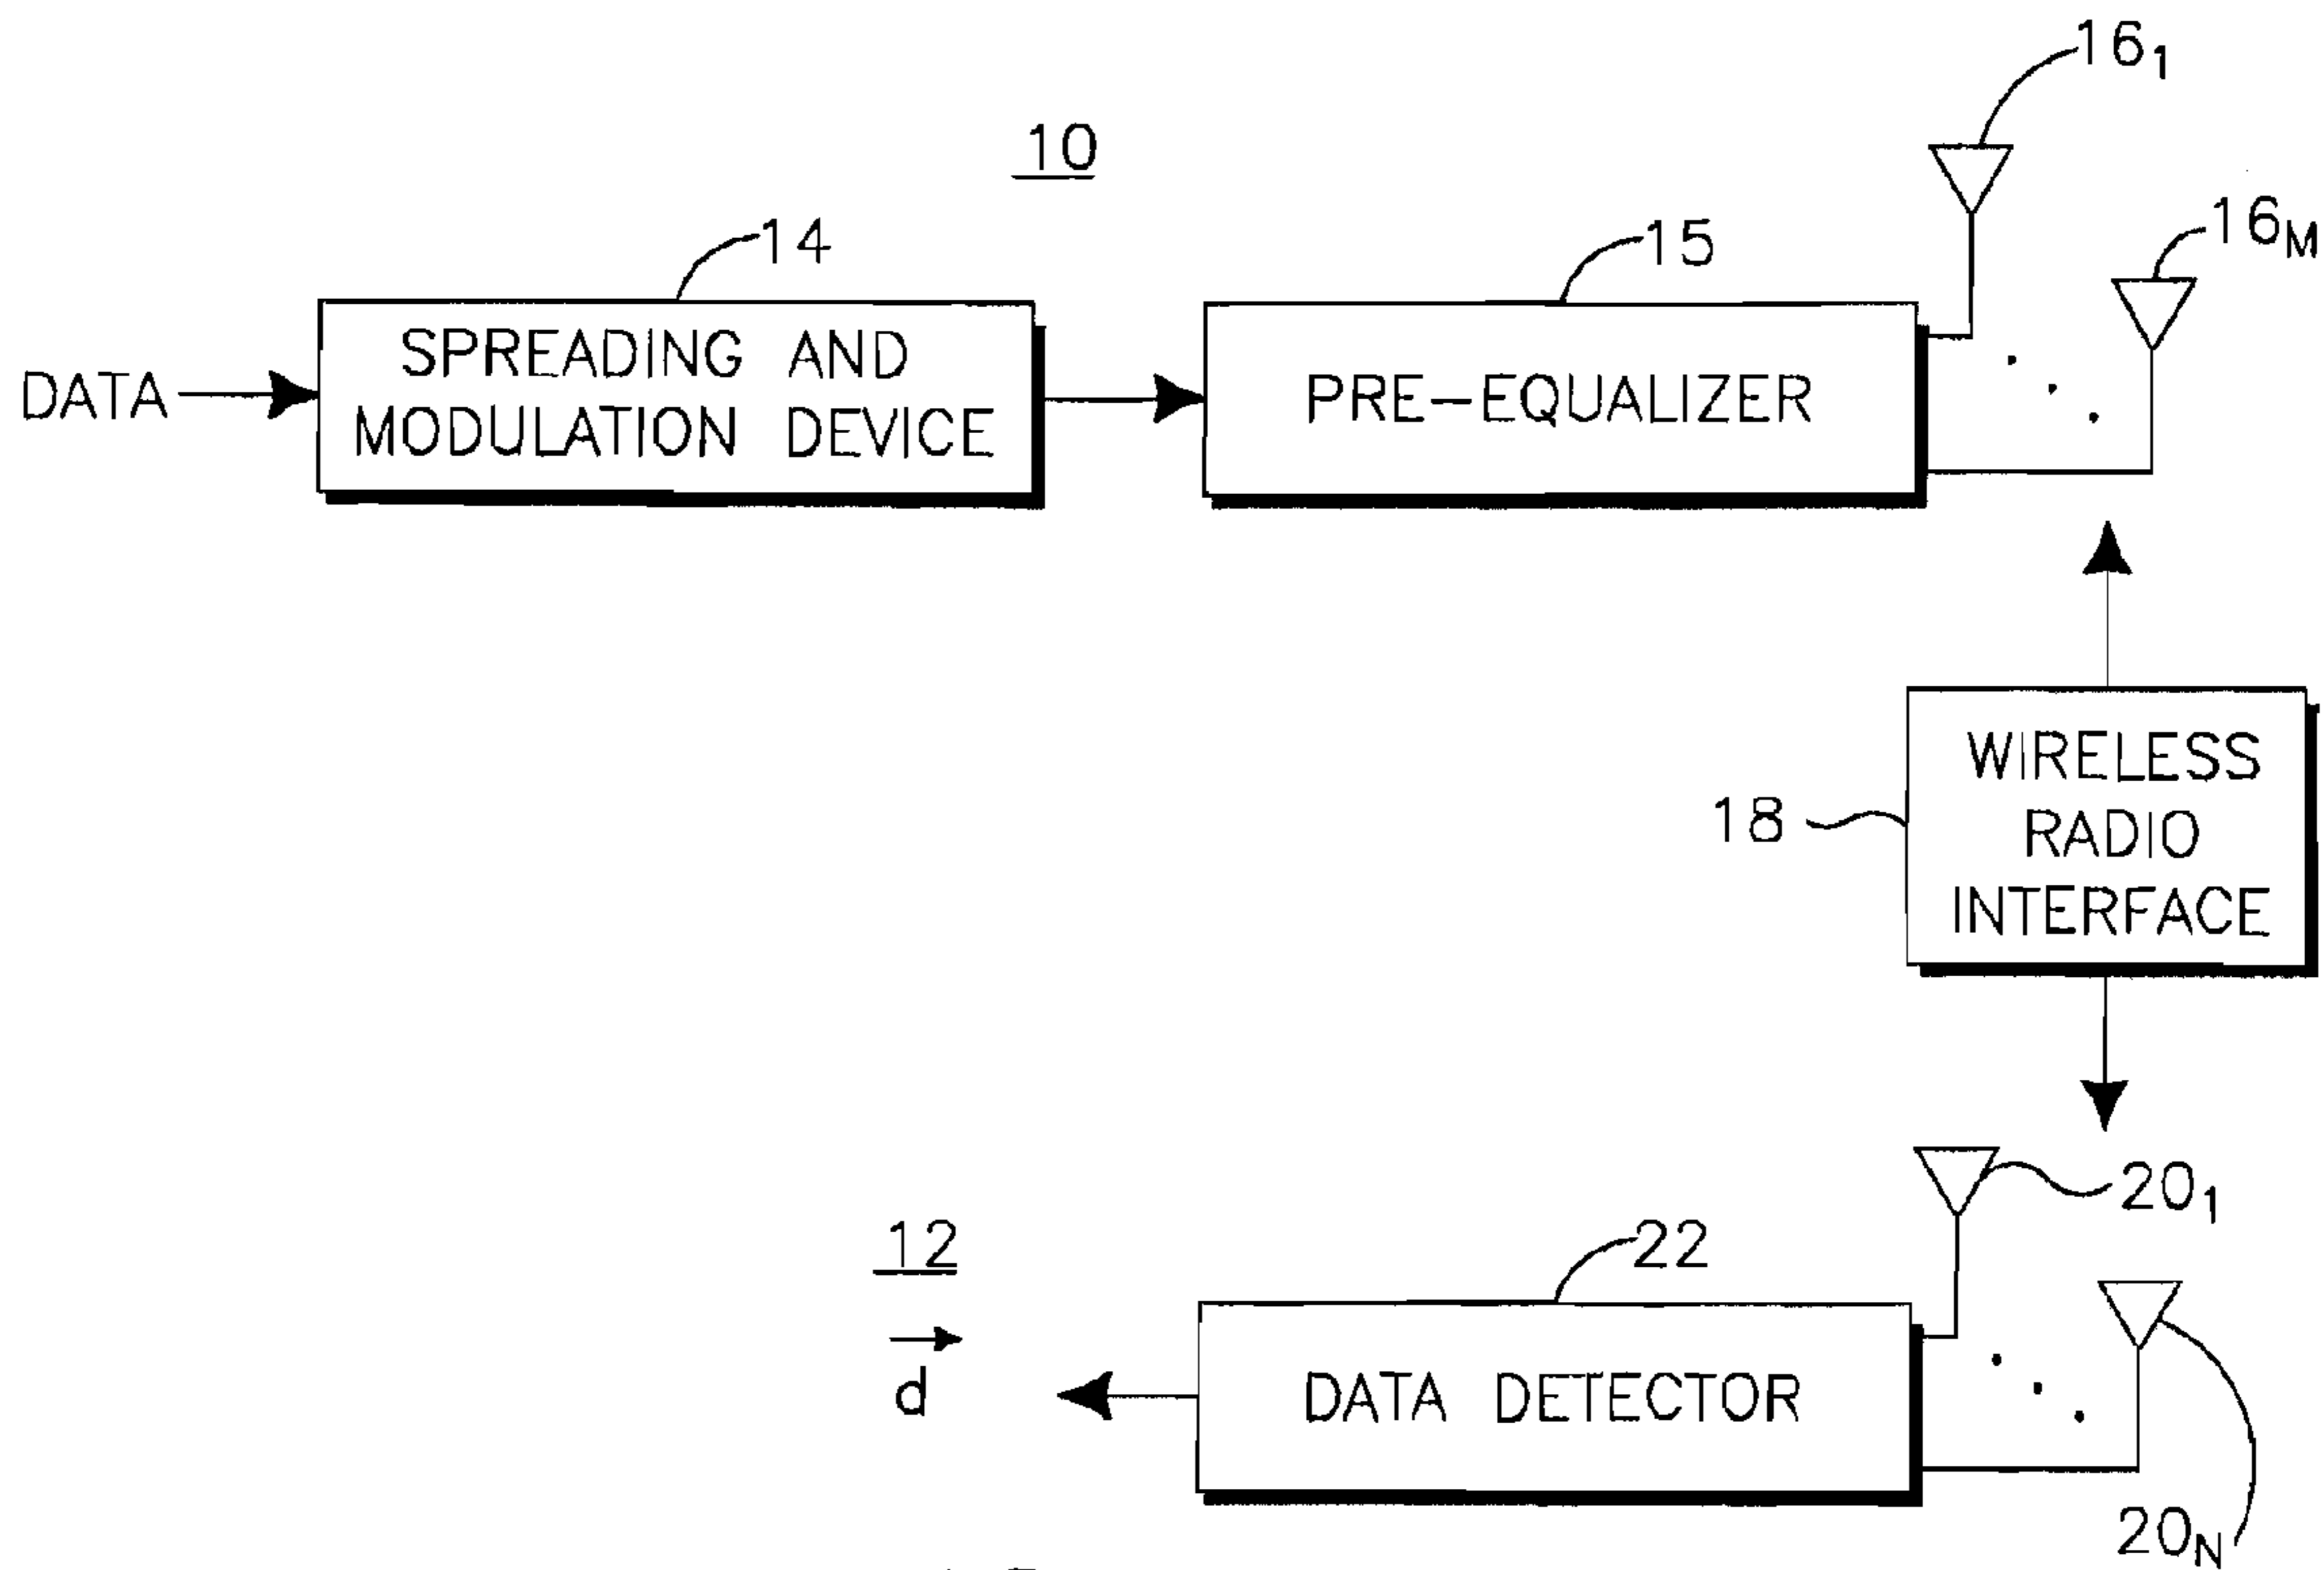 16₁
10
16M
14
15
SPREADING AND
MODULATION DEVICE
DATA
PRE-EQUALIZER
WIRELESS
RADIO
INTERFACE
18
20₁
12
22
d
DATA DETECTOR
20N